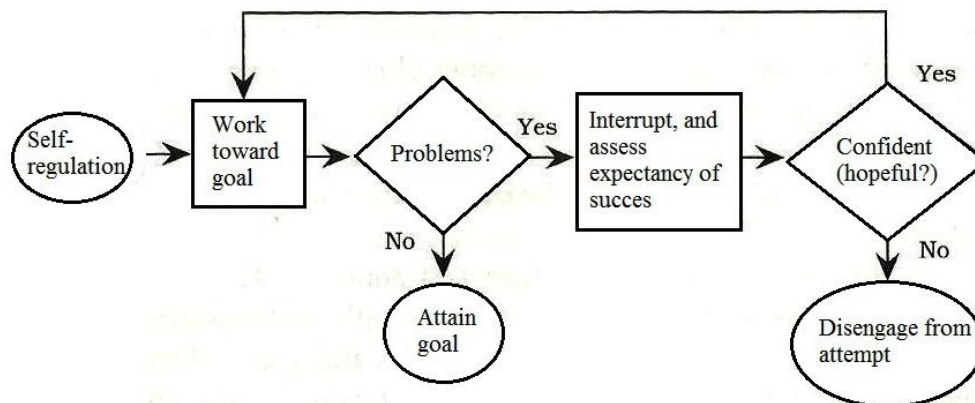 Self-
regulation
Work
toward
goal
Problems?
Yes
Interrupt, and
assess
expectancy of
succes
Confident
(hopeful?)
Yes
No
Attain
goal
No
Disengage from
attempt